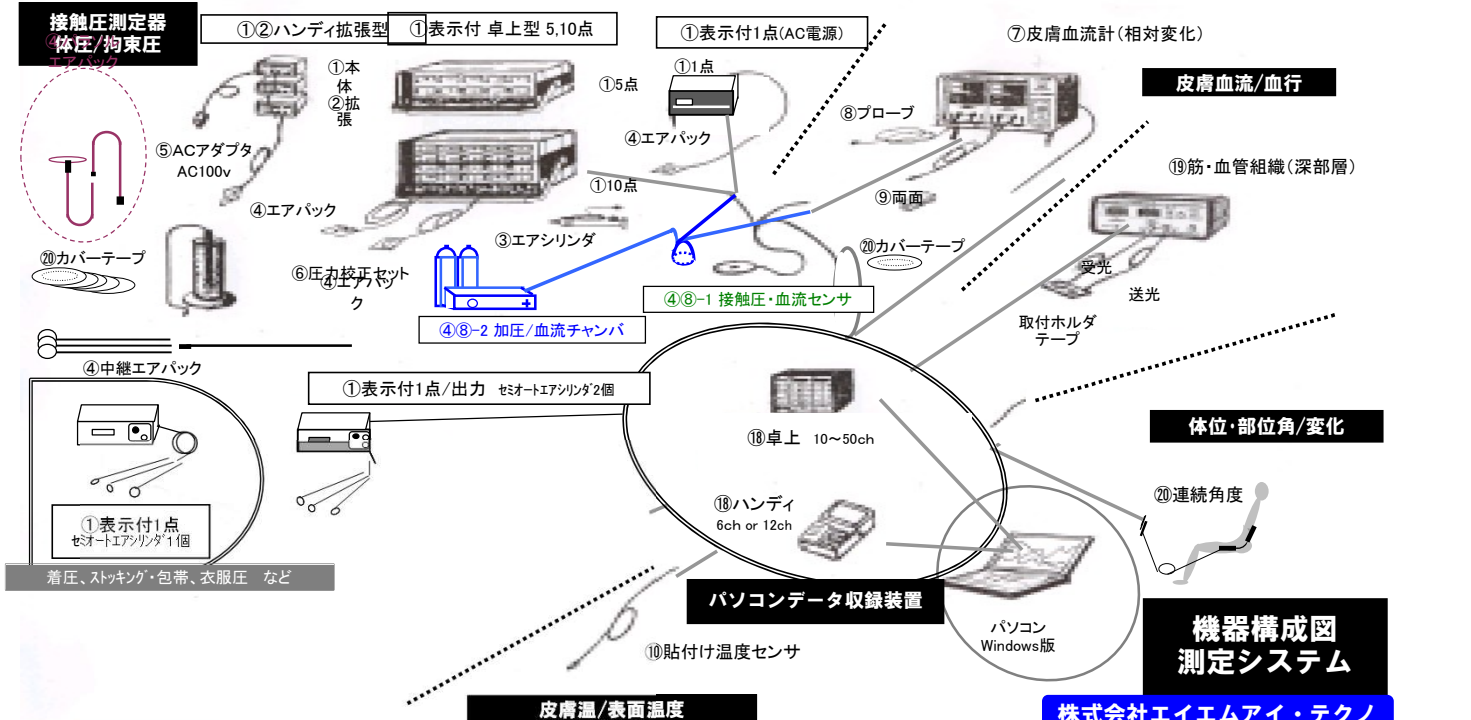 接触圧測定器
体圧/拘束圧
エアパック
①②ハンディ拡張型
①表示付 卓上型 5,10点
①表示付1点(AC電源)
⑦皮膚血流計(相対変化)
皮膚血流/血行
①本
体
②拡
張
①5点
①1点
④エアパック
⑧プローブ
⑤ACアダプタ
AC100v
①10点
④エアパック
③エアシリンダ
⑨両面
⑲筋・血管組織(深部層)
⑳カバーテープ
⑥圧力校正セット
④エアパッ
ク
⑳カバーテープ
受光
送光
取付ホルダ
テープ
④⑧-1 接触圧・血流センサ
④⑧-2 加圧/血流チャンバ
④中継エアパック
①表示付1点/出力 ｾﾐｵｰﾄエアｼﾘﾝﾀﾞ2個
⑱卓上 10～50ch
体位・部位角/変化
⑱ハンディ
6ch or 12ch
⑳連続角度
①表示付1点
ｾﾐｵｰﾄエアｼﾘﾝﾀﾞ1個
着圧、ｽﾄｯｷﾝｸﾞ・包帯、衣服圧 など
パソコンデータ収録装置
パソコン
Windows版
機器構成図
測定システム
⑩貼付け温度センサ
皮膚温/表面温度
株式会社エイエムアイ・テクノ